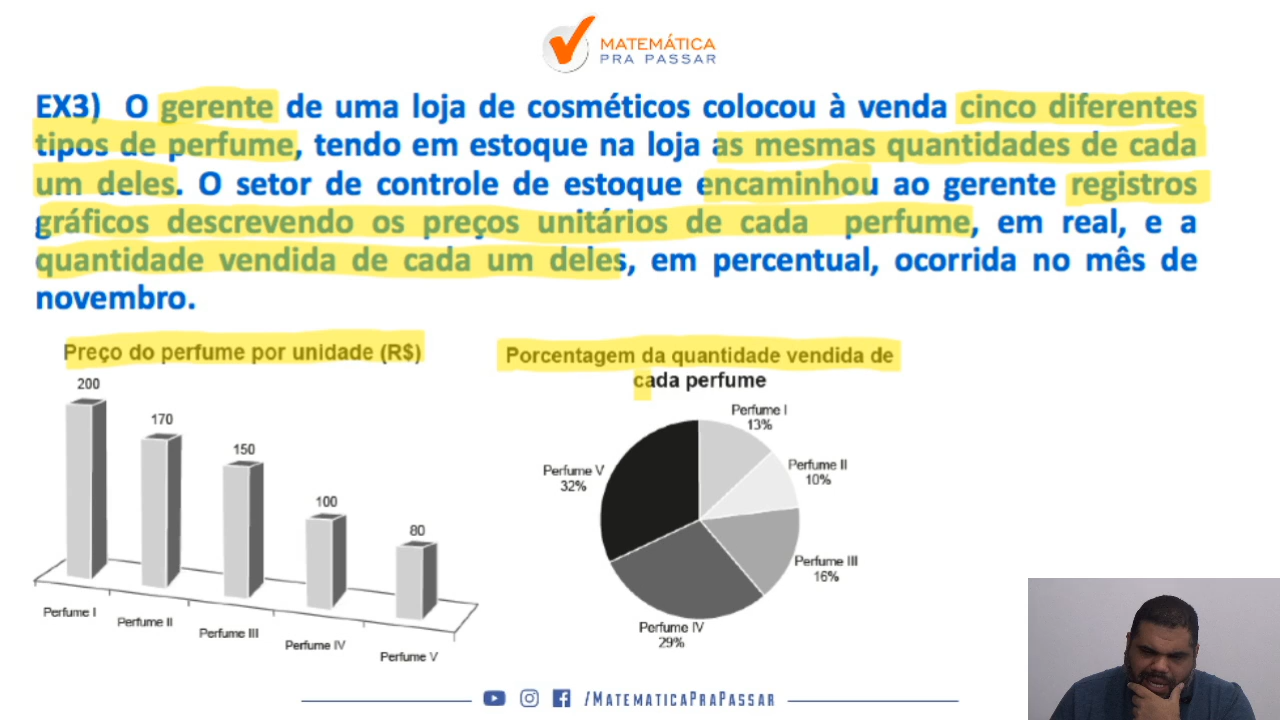 MATEMÁTICA
PRA PASSAR
EX3) O gerente de uma loja de cosméticos colocou à venda cinco diferentes
tipos de perfume, tendo em estoque na loja as mesmas quantidades de cada
um deles. O setor de controle de estoque encaminhou ao gerente registros
gráficos descrevendo os preços unitários de cada perfume, em real, e a
quantidade vendida de cada um deles, em percentual, ocorrida no mês de
novembro.
Preço do perfume por unidade (R$)
200
170
150
100
80
Perfume I
Perfume II
Perfume III
Perfume IV
Perfume V
Porcentagem da quantidade vendida de
cada perfume
Perfume I
13%
Perfume II
10%
Perfume III
16%
Perfume IV
29%
Perfume V
32%
/MATEMATICAPRAPASSAR